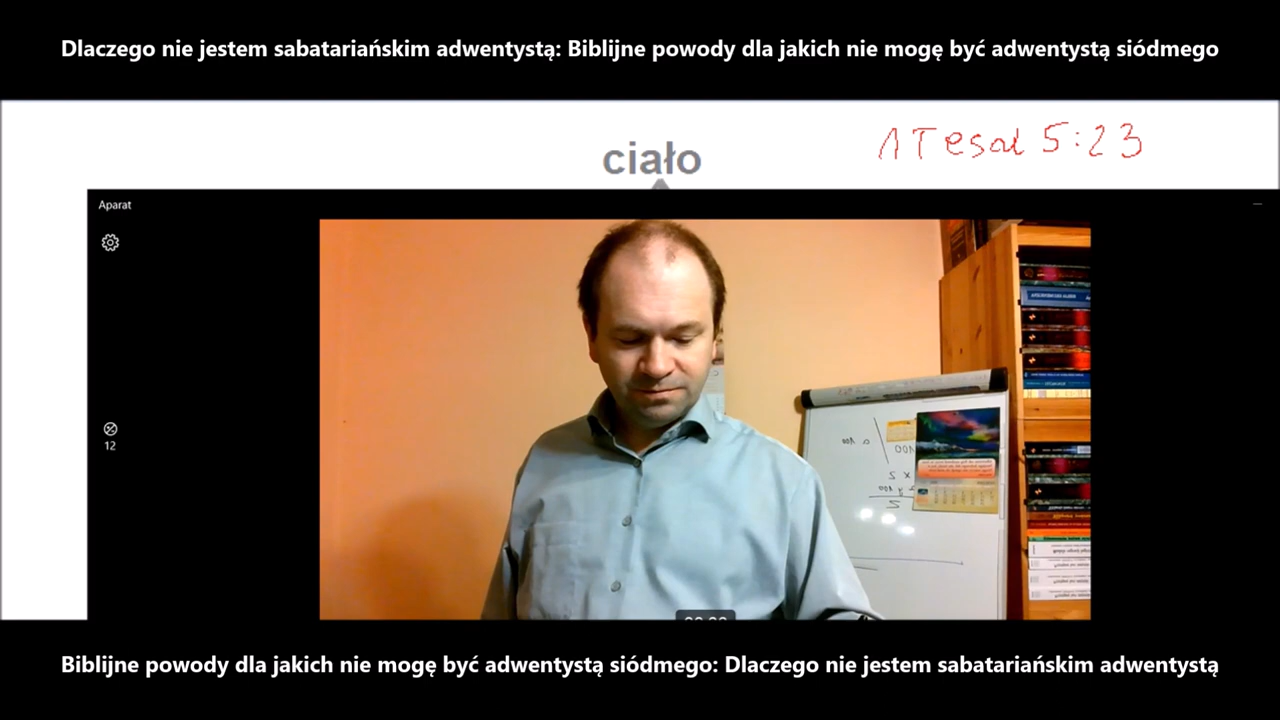 Dlaczego nie jestem sabatariańskim adwentystą: Biblijne powody dla jakich nie mogę być adwentystą siódmego
1 Tesal 5:23
ciało
Aparat
12
Biblijne powody dla jakich nie mogę być adwentystą siódmego: Dlaczego nie jestem sabatariańskim adwentystą